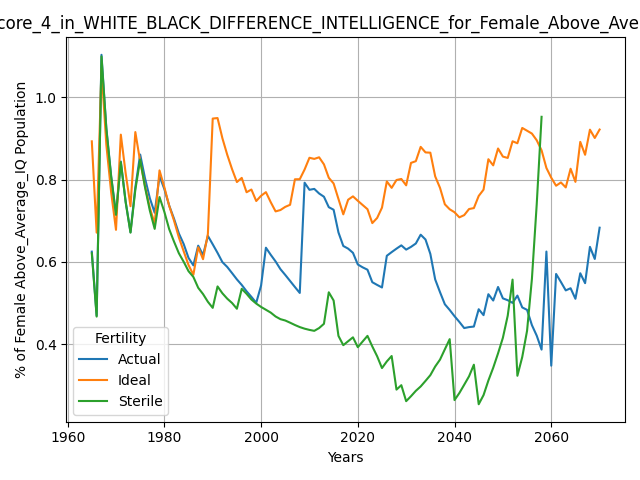 core_4_in_WHITE_BLACK_DIFFERENCE_INTELLIGENCE_for_Female_Above_Ave
% of Female Above_Average_IQ Population
1.0
0.8
0.6
0.4
Fertility
Actual
Ideal
Sterile
1960
1980
2000
2020
2040
2060
Years